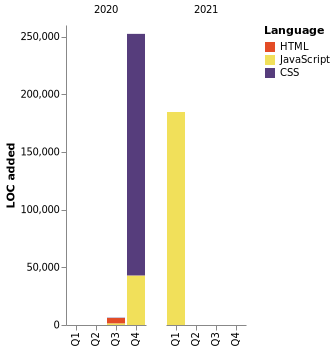 2020
2021
Language
HTML
JavaScript
CSS
LOC added
250,000
200,000
150,000
100,000
50,000
0
Q1
Q2
Q3
Q4
Q1
Q2
Q3
Q4